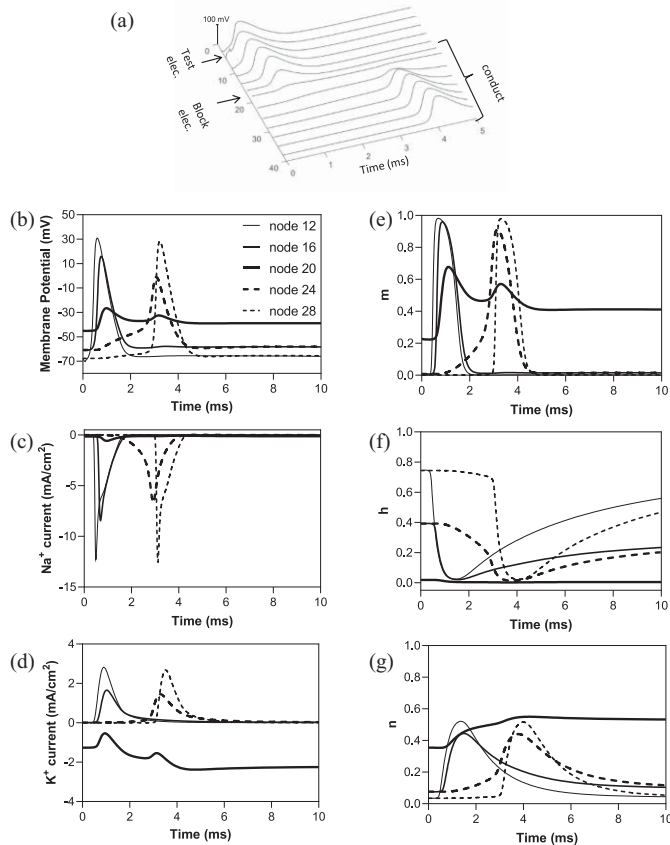 (a)
100 mV
0
10
20
30
40
Test
elec.
Block
elec.
0
1
2
3
4
5
Time (ms)
conduct
(b)
Membrane Potential (mV)
50
30
10
-10
-30
-50
-70
node 12
node 16
node 20
node 24
node 28
0 2 4 6 8 10
Time (ms)
(c)
Na+ current (mA/cm2)
0
-5
-10
-15
0 2 4 6 8 10
Time (ms)
(d)
K+ current (mA/cm2)
4
2
0
-2
-4
0 2 4 6 8 10
Time (ms)
(e)
m
1.0
0.8
0.6
0.4
0.2
0.0
0 2 4 6 8 10
Time (ms)
(f)
h
1.0
0.8
0.6
0.4
0.2
0.0
0 2 4 6 8 10
Time (ms)
(g)
n
1.0
0.8
0.6
0.4
0.2
0.0
0 2 4 6 8 10
Time (ms)